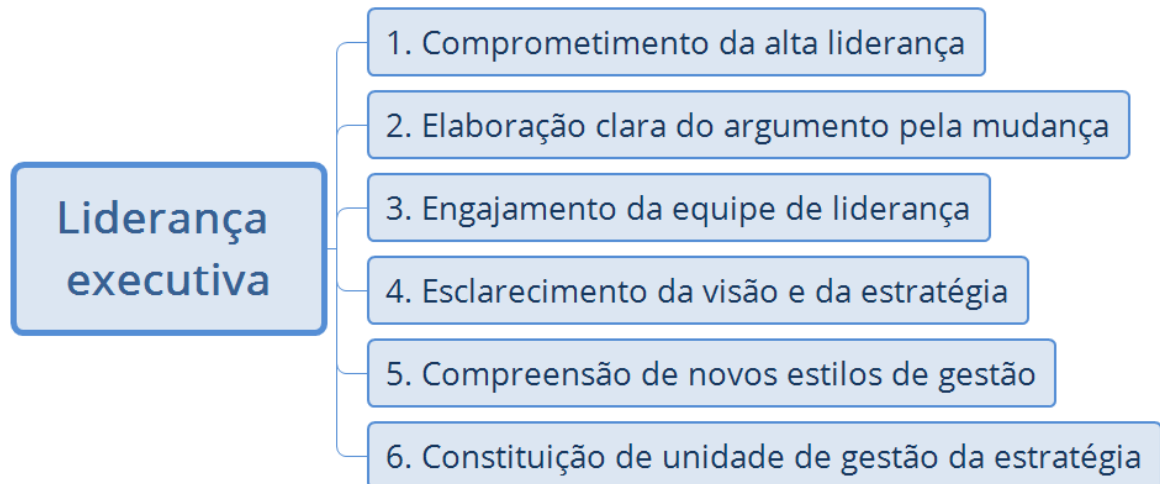 Liderança
executiva
1. Comprometimento da alta liderança
2. Elaboração clara do argumento pela mudança
3. Engajamento da equipe de liderança
4. Esclarecimento da visão e da estratégia
5. Compreensão de novos estilos de gestão
6. Constituição de unidade de gestão da estratégia